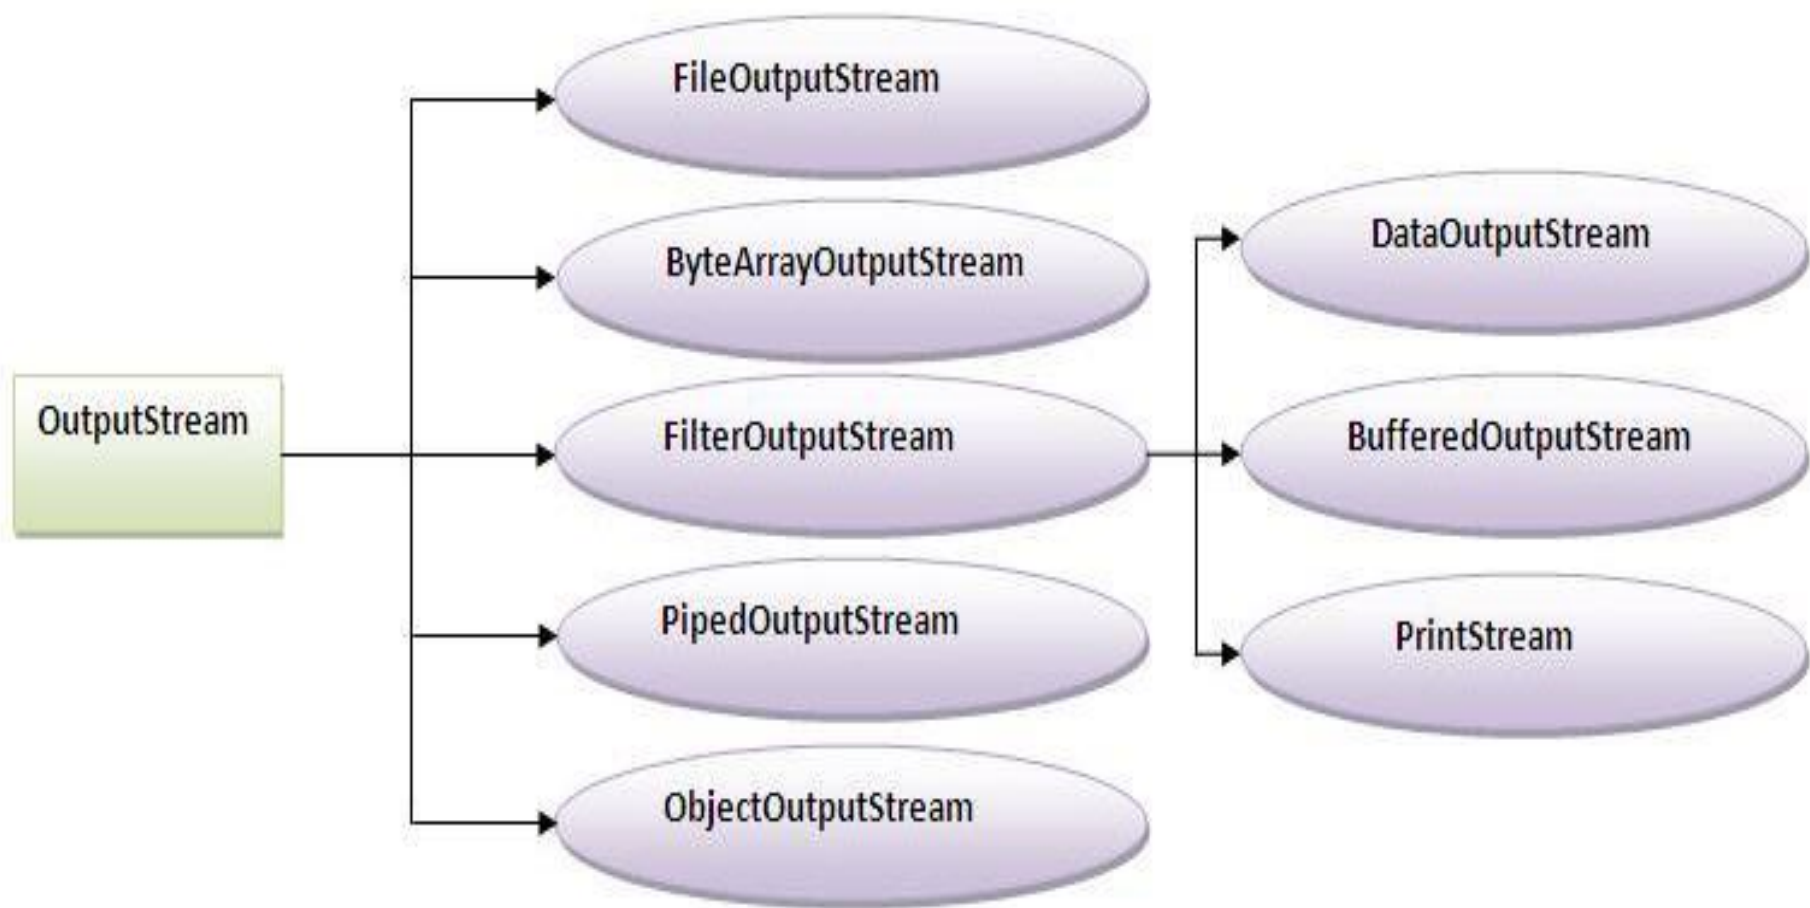 OutputStream
FileOutputStream
ByteArrayOutputStream
FilterOutputStream
PipedOutputStream
ObjectOutputStream
DataOutputStream
BufferedOutputStream
PrintStream